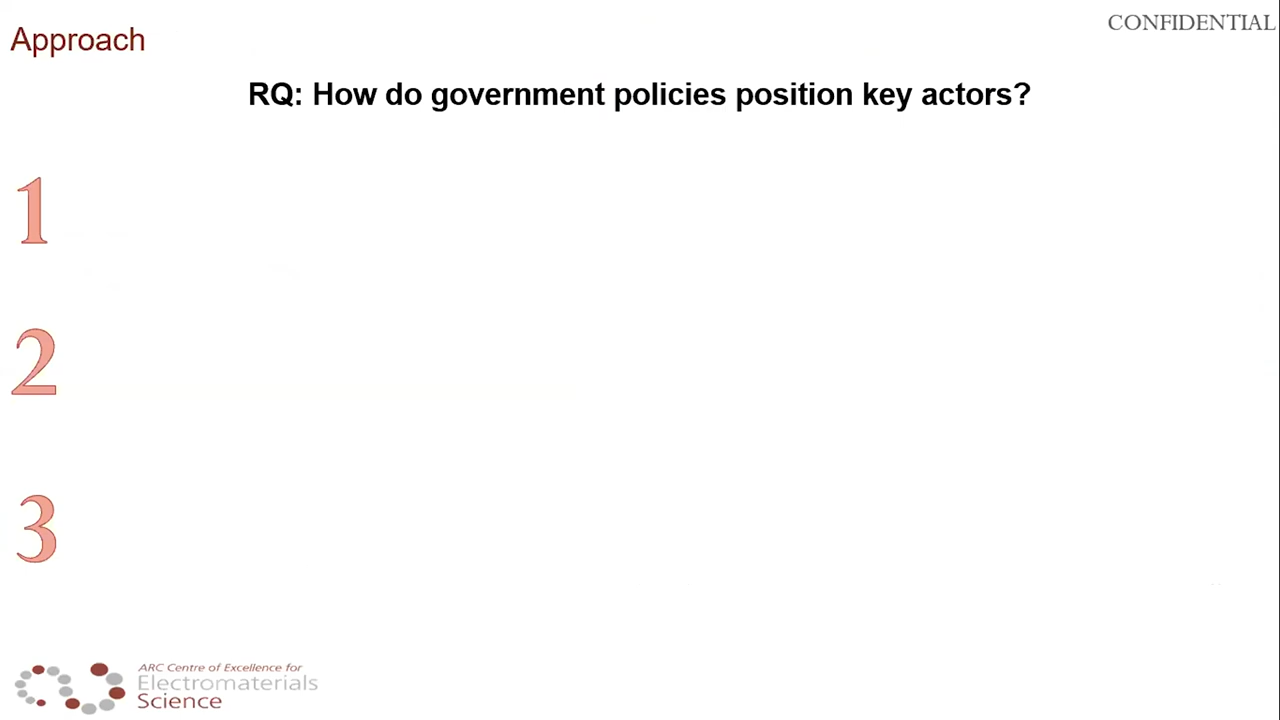 CONFIDENTIAL
Approach
RQ: How do government policies position key actors?
1
2
3
ARC Centre of Excellence for
Electromaterials
Science